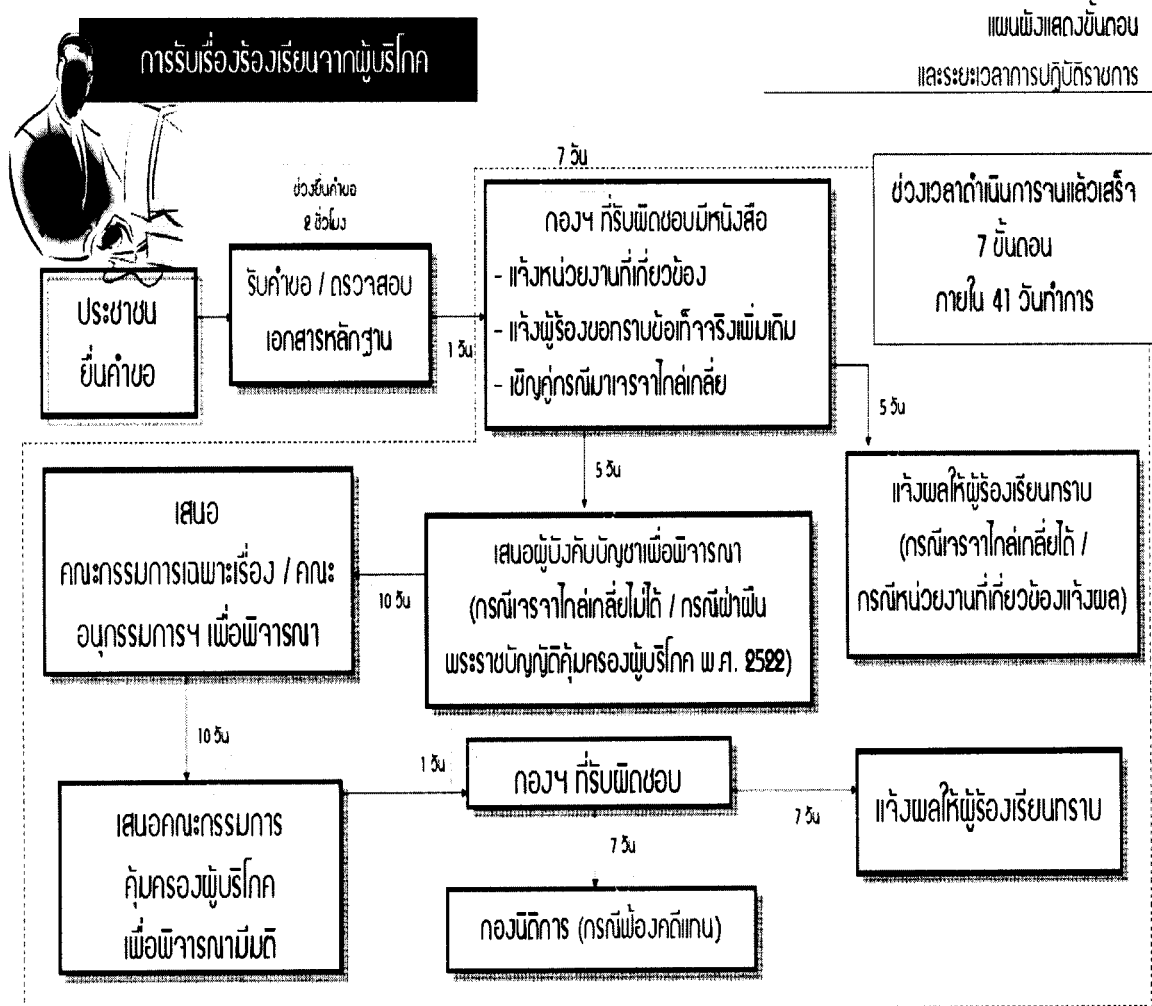 การรับเรื่องร้องเรียนจากผู้บริโภค
แผนผังแสดงขั้นตอน
และระยะเวลาการปฏิบัติราชการ
7 วัน
ช่วงเวลาดำเนินการจนแล้วเสร็จ
7 ขั้นตอน
ภายใน 41 วันทำการ
ช่วงยื่นคำขอ
2 ชั่วโมง
ประชาชน
ยื่นคำขอ
รับคำขอ / ตรวจสอบ
เอกสารหลักฐาน
1 วัน
กองฯ ที่รับผิดชอบมีหนังสือ
- แจ้งหน่วยงานที่เกี่ยวข้อง
- แจ้งผู้ร้องขอทราบข้อเท็จจริงเพิ่มเติม
- เชิญคู่กรณีมาเจรจาไกล่เกลี่ย
5 วัน
5 วัน
แจ้งผลให้ผู้ร้องเรียนทราบ
(กรณีเจรจาไกล่เกลี่ยได้ /
กรณีหน่วยงานที่เกี่ยวข้องแจ้งผล)
เสนอผู้บังคับบัญชาเพื่อพิจารณา
(กรณีเจรจาไกล่เกลี่ยไม่ได้ / กรณีฝ่าฝืน
พระราชบัญญัติคุ้มครองผู้บริโภค พ.ศ. 2522)
10 วัน
เสนอ
คณะกรรมการเฉพาะเรื่อง / คณะ
อนุกรรมการฯ เพื่อพิจารณา
10 วัน
เสนอคณะกรรมการ
คุ้มครองผู้บริโภค
เพื่อพิจารณามีมติ
1 วัน
กองฯ ที่รับผิดชอบ
7 วัน
แจ้งผลให้ผู้ร้องเรียนทราบ
7 วัน
กองนิติการ (กรณีฟ้องคดีแทน)